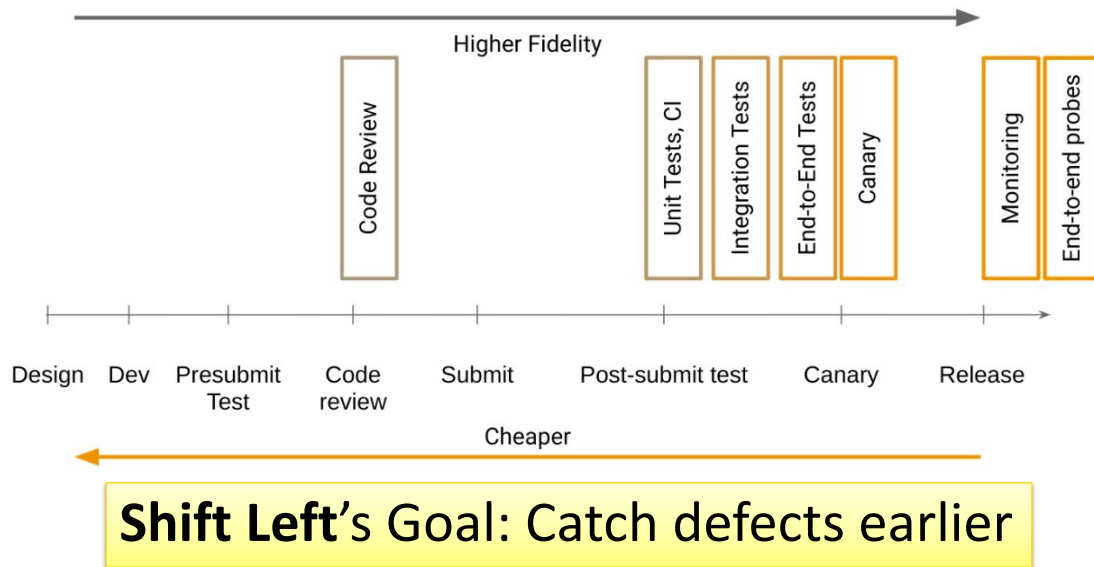 Higher Fidelity
Code Review
Unit Tests, CI
Integration Tests
End-to-End Tests
Canary
Monitoring
End-to-end probes
Design
Dev
Presubmit
Test
Code
review
Submit
Post-submit test
Canary
Release
Cheaper
Shift Left's Goal: Catch defects earlier